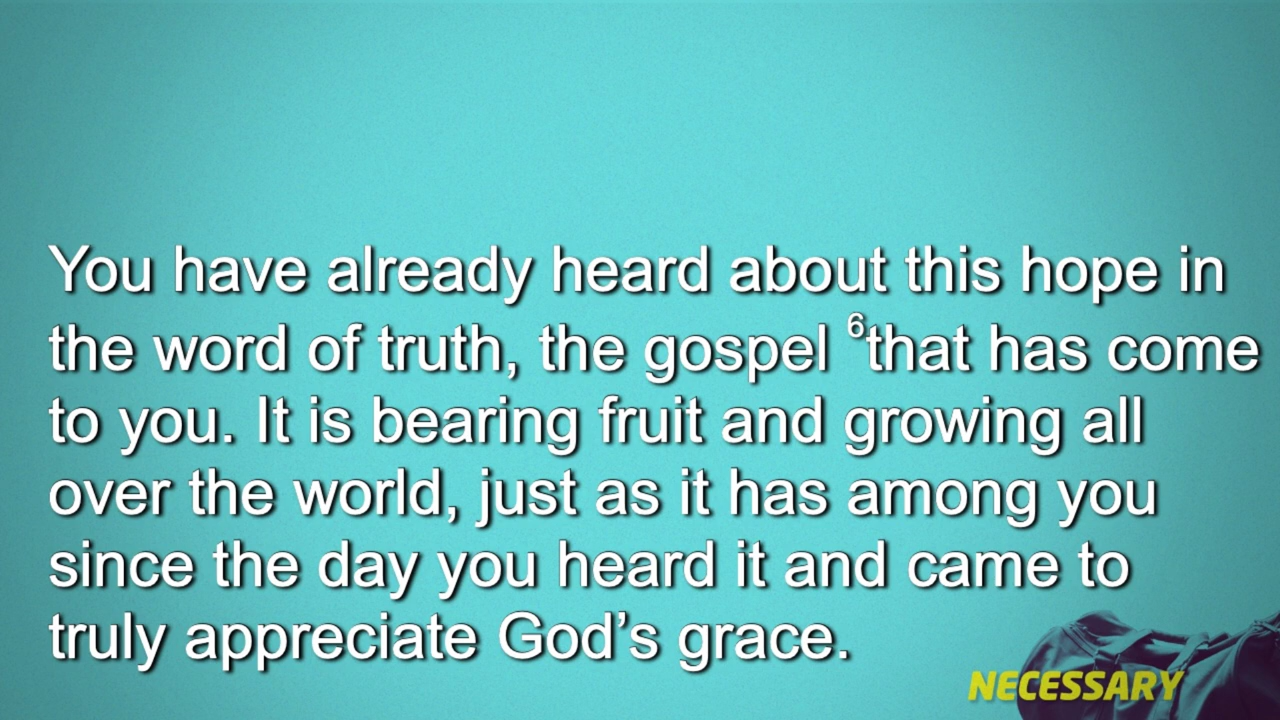 You have already heard about this hope in
the word of truth, the gospel ⁶that has come
to you. It is bearing fruit and growing all
over the world, just as it has among you
since the day you heard it and came to
truly appreciate God’s grace.
NECESSARY